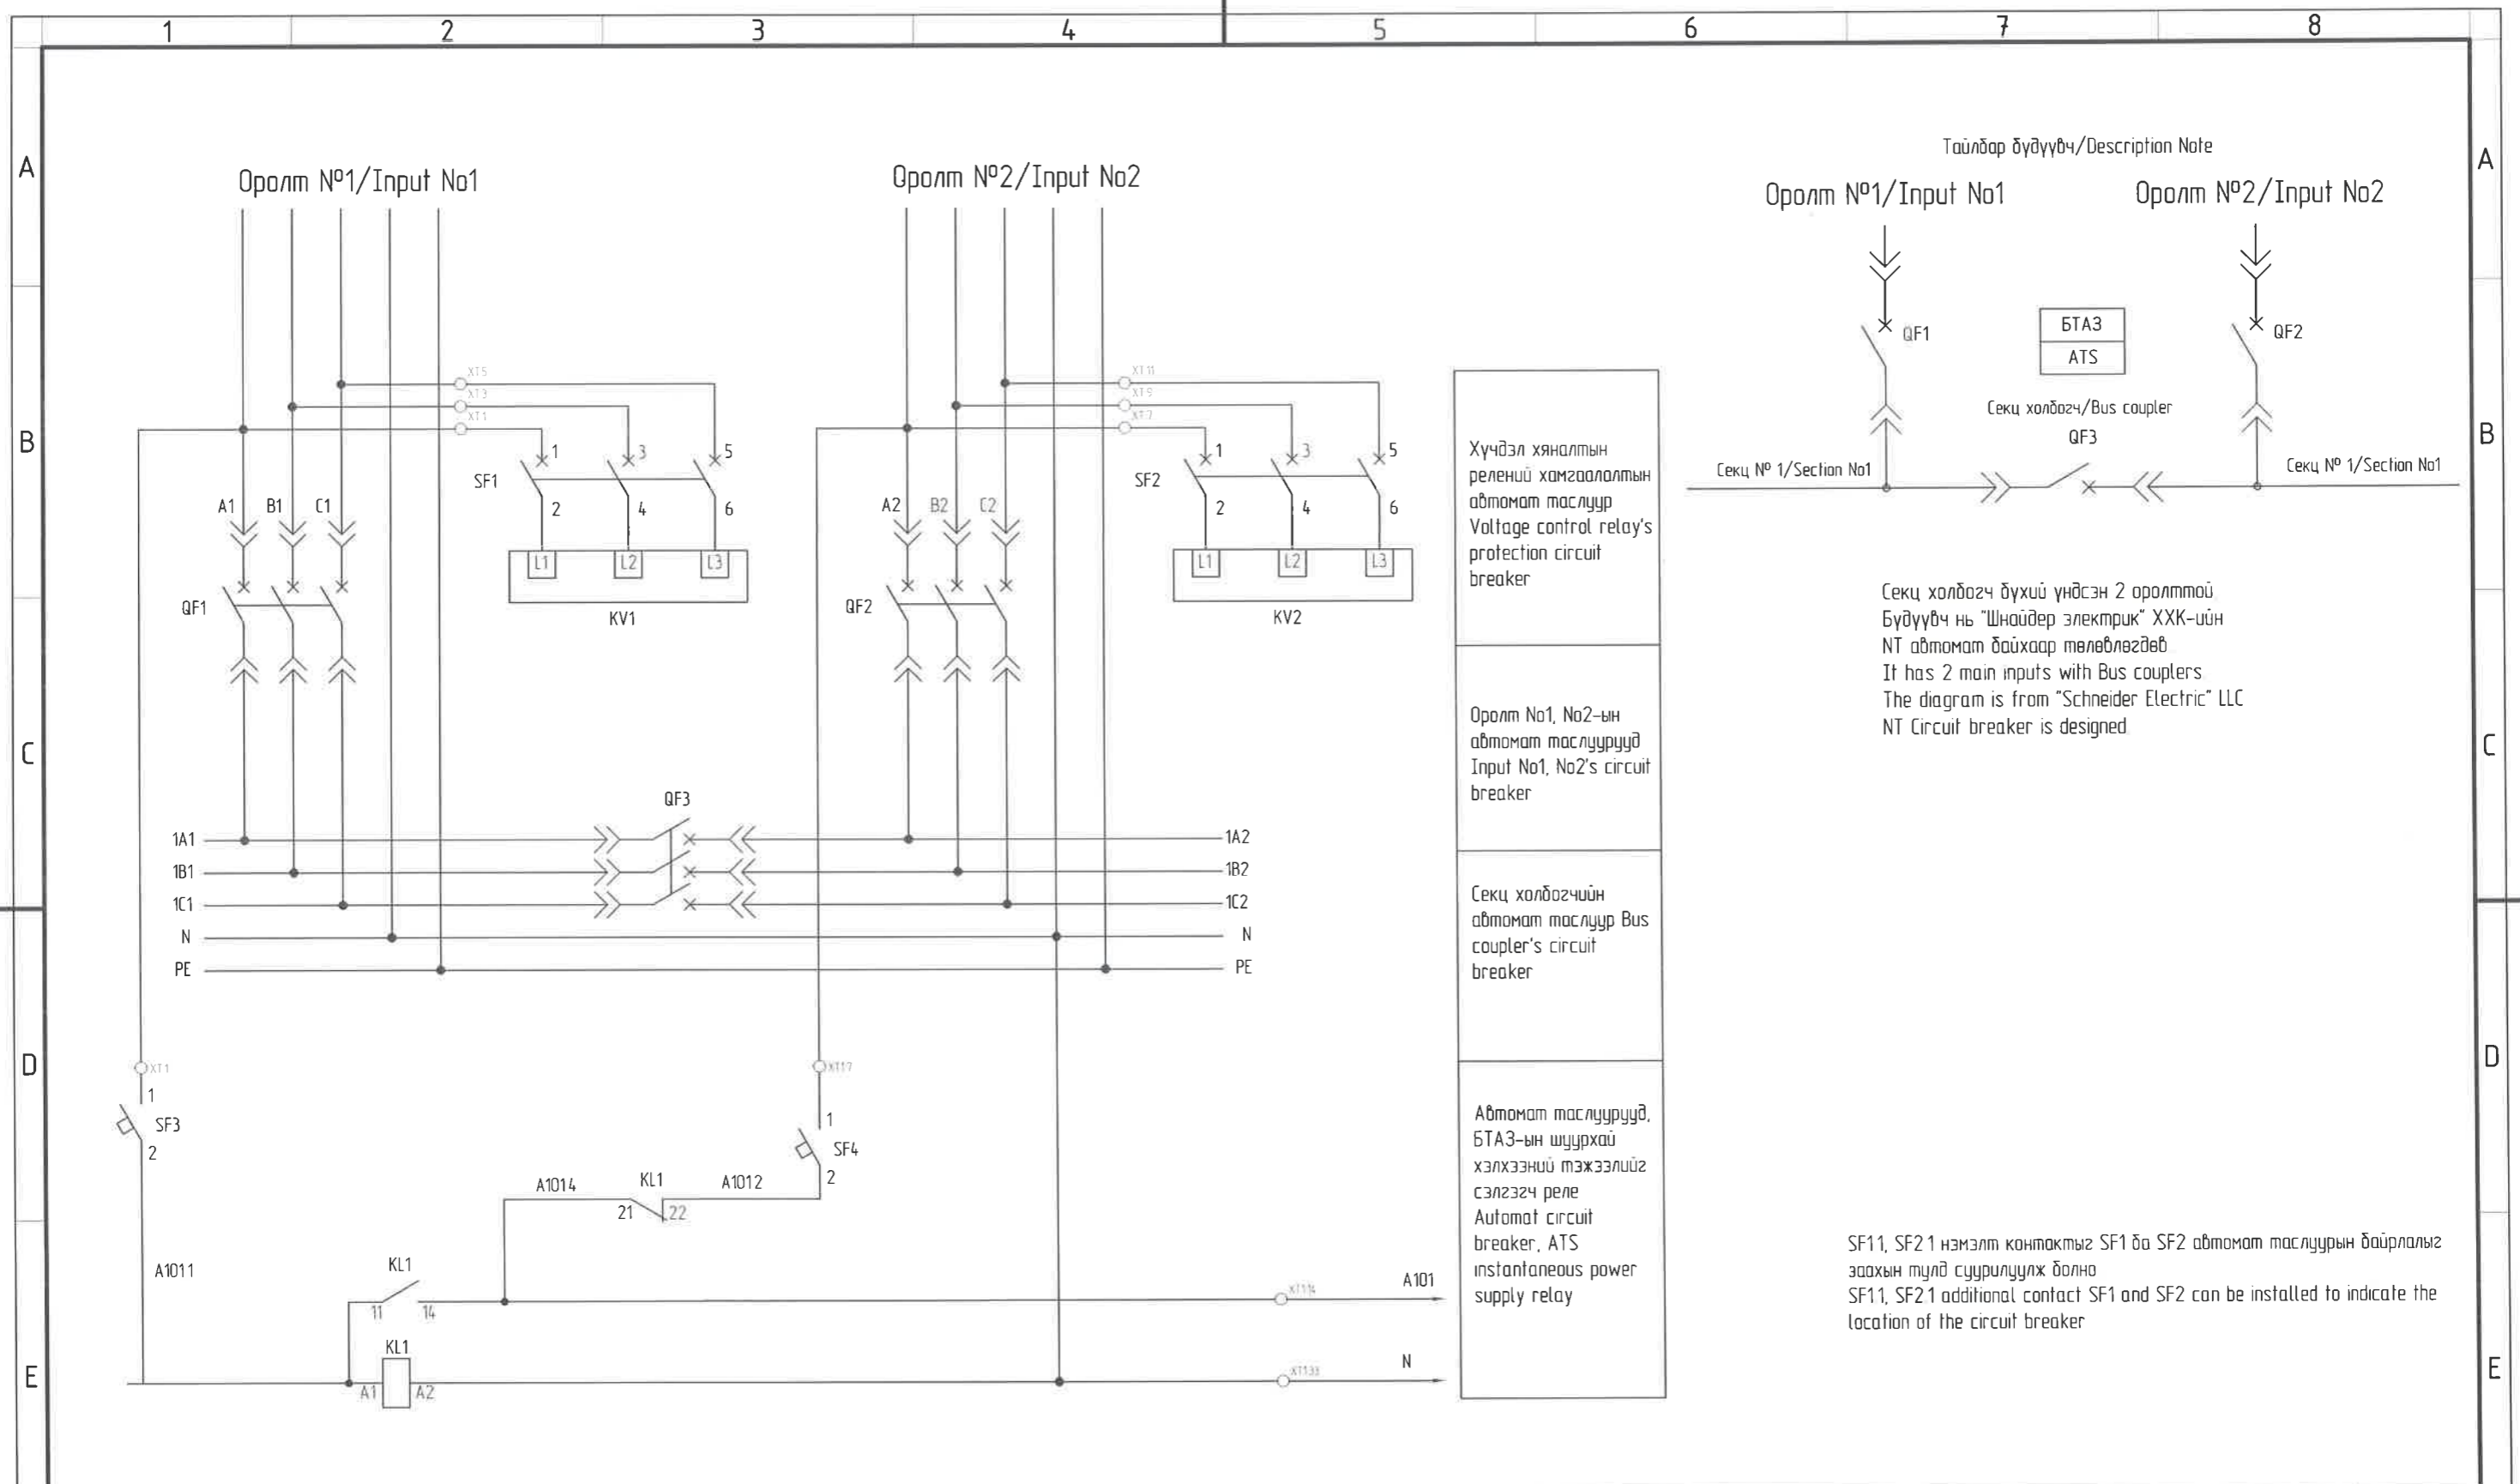 1 2 3 4 5 6 7 8
A
B
C
D
E
A
B
C
D
E
Оролт №1/Input No1
Оролт №2/Input No2
XT5
XT3
XT1
XT11
XT9
XT7
1 3 5
SF1
2 4 6
L1 L2 L3
KV1
1 3 5
SF2
2 4 6
L1 L2 L3
KV2
A1 B1 C1
QF1
A2 B2 C2
QF2
QF3
1A1
1B1
1C1
N
PE
1A2
1B2
1C2
N
PE
XT1
1
SF3
2
XT17
1
SF4
2
A1014
KL1
A1012
21
22
A1011
KL1
11
14
XT114
A101
KL1
A1
A2
XT133
N
Хүчдэл хяналтын
релений хамгаалалтын
автомат таслуур
Voltage control relay's
protection circuit
breaker
Оролт No1, No2-ын
автомат таслуурууд
Input No1, No2's circuit
breaker
Секц холбогчийн
автомат таслуур Bus
coupler's circuit
breaker
Автомат таслуурууд,
БТАЗ-ын шуурхай
хэлхээний тэжээлийг
сэлгэгч реле
Automat circuit
breaker, ATS
instantaneous power
supply relay
Тайлбар бүдүүвч/Description Note
Оролт №1/Input No1
Оролт №2/Input No2
QF1
БТАЗ
ATS
QF2
Секц холбогч/Bus coupler
QF3
Секц № 1/Section No1
Секц № 1/Section No1
Секц холбогч бүхий үндсэн 2 оролттой
Бүдүүвч нь "Шнайдер электрик" ХХК-ийн
NT автомат байхаар төлөвлөгдөв
It has 2 main inputs with Bus couplers
The diagram is from "Schneider Electric" LLC
NT Circuit breaker is designed.
SF1.1, SF2.1 нэмэлт контактыг SF1 ба SF2 автомат таслуурын байрлалыг
заахын тулд суурилуулж болно
SF1.1, SF2.1 additional contact SF1 and SF2 can be installed to indicate the
location of the circuit breaker